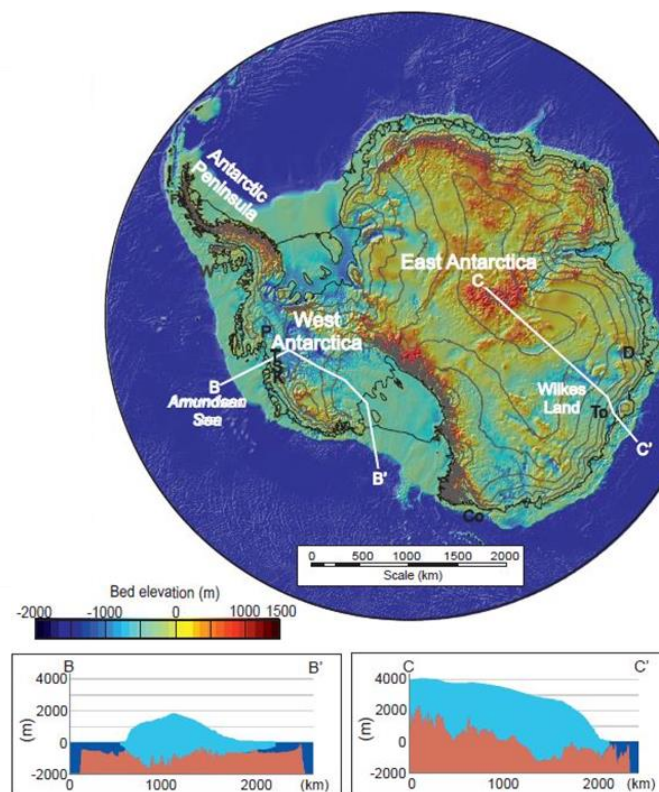 Antarctic
Peninsula
East Antarctica
C
W
West
Antarctica
P
T
B
D
Amundsen
Sea
Wilkes
Land
To
C'
B'
Co
0 500 1000 1500 2000
Scale (km)
Bed elevation (m)
-2000 -1000 0 1000 1500
B B'
4000
2000
(m)
0
-2000
0 1000 2000 (km)
C C'
4000
2000
(m)
0
-2000
0 1000 2000 (km)